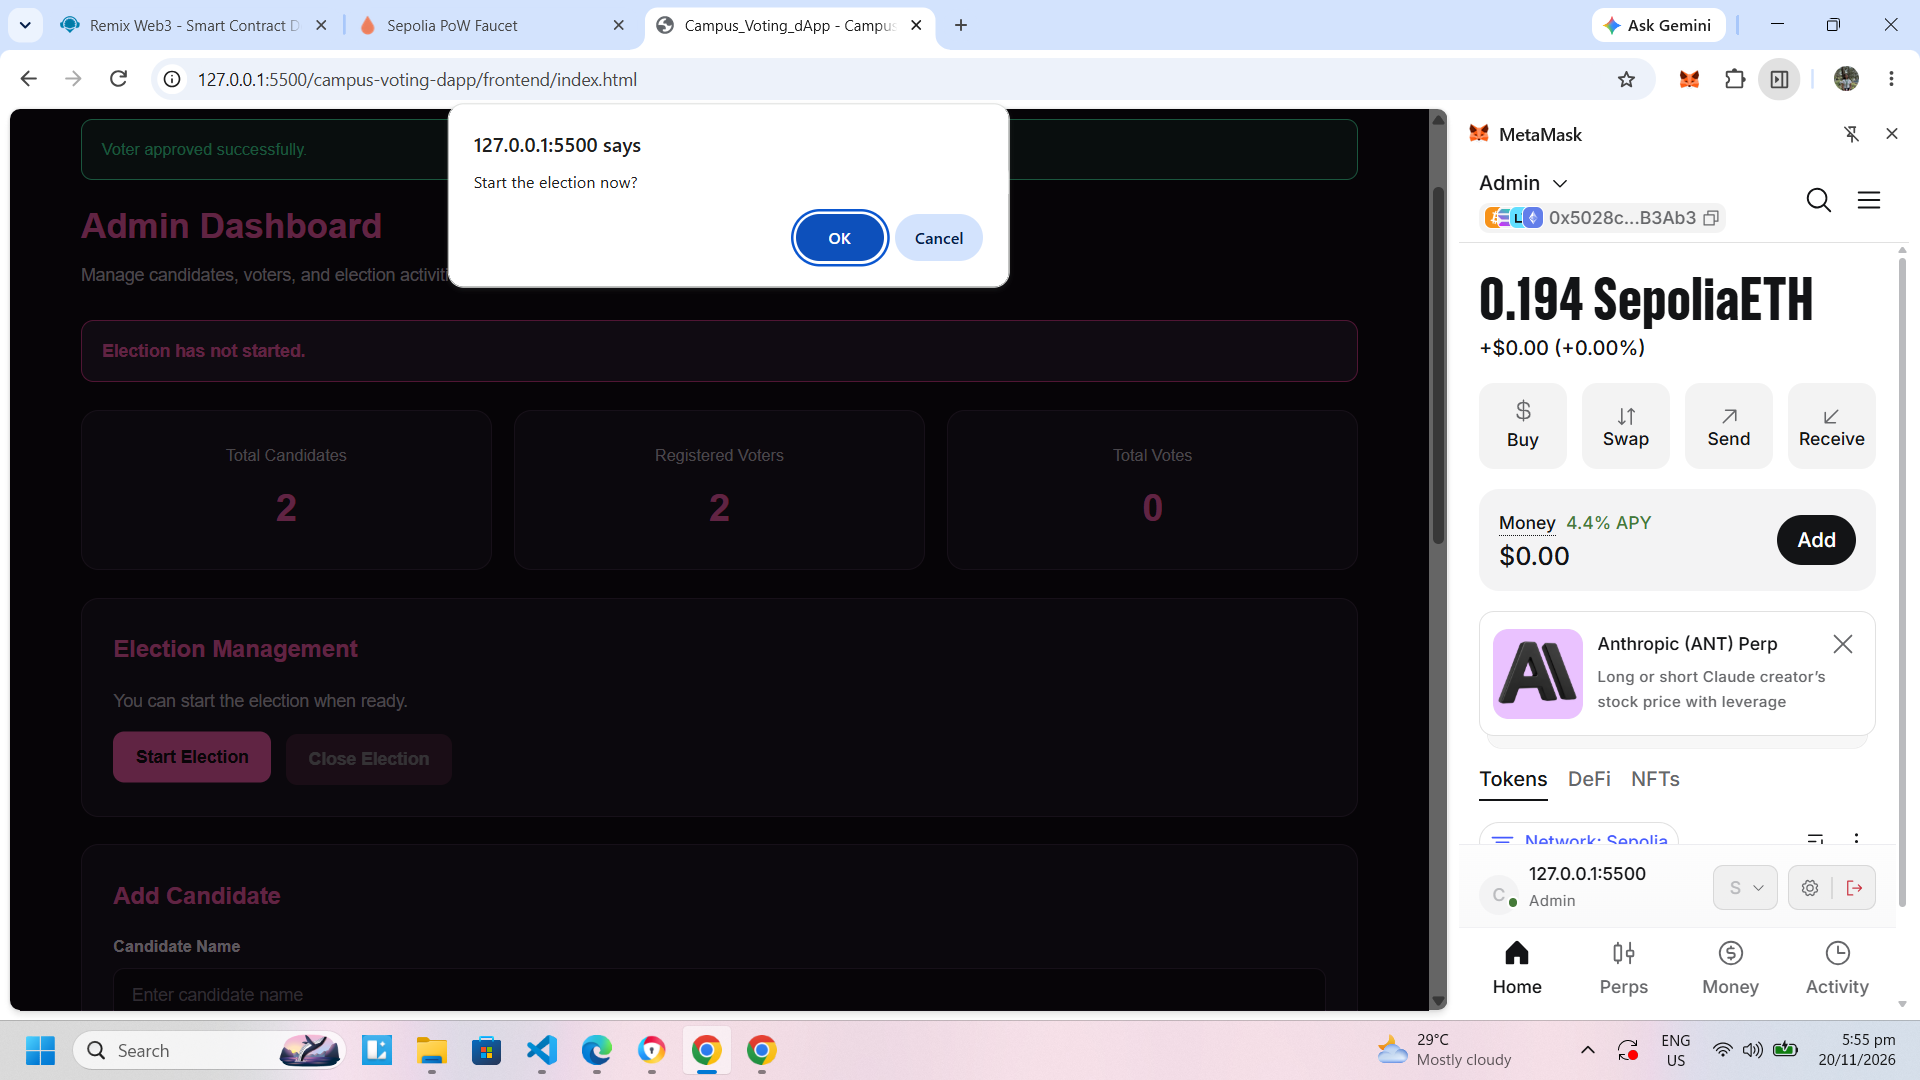 Remix Web3 - Smart Contract D
Sepolia PoW Faucet
Campus_Voting_dApp - Campus
Ask Gemini
127.0.0.1:5500/campus-voting-dapp/frontend/index.html
127.0.0.1:5500 says
Start the election now?
OK
Cancel
Voter approved successfully.
Admin Dashboard
Manage candidates, voters, and election activiti
Election has not started.
Total Candidates
2
Registered Voters
2
Total Votes
0
Election Management
You can start the election when ready.
Start Election
Close Election
Add Candidate
Candidate Name
Enter candidate name
MetaMask
Admin
0x5028c...B3Ab3
0.194 SepoliaETH
+$0.00 (+0.00%)
Buy
Swap
Send
Receive
Money 4.4% APY
$0.00
Add
Anthropic (ANT) Perp
Long or short Claude creator’s
stock price with leverage
Tokens
DeFi
NFTs
Network: Sepolia
C
127.0.0.1:5500
Admin
S
Home
Perps
Money
Activity
Search
29°C
Mostly cloudy
ENG
US
5:55 pm
20/11/2026